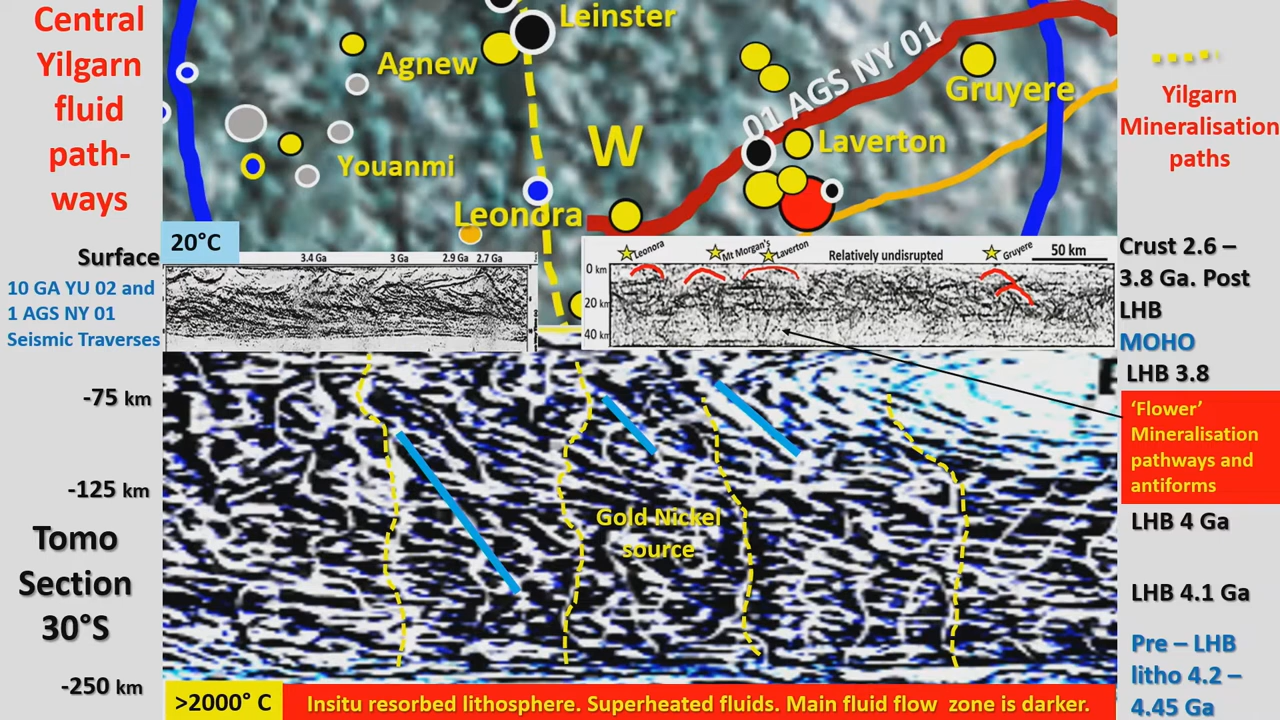 Central
Yilgarn
fluid
path-
ways
Surface
10 GA YU 02 and
1 AGS NY 01
Seismic Traverses
-75 km
-125 km
Tomo
Section
30°S
-250 km
Leinster
Agnew
Youanmi
Leonora
W
01 AGS NY 01
Gruyere
Laverton
20°C
3.4 Ga
3 Ga
2.9 Ga
2.7 Ga
Leonora
Mt Morgan's
Laverton
Relatively undisrupted
Gruyere
50 km
0 km
20 km
40 km
Gold Nickel
source
>2000° C
Insitu resorbed lithosphere. Superheated fluids. Main fluid flow zone is darker.
Yilgarn
Mineralisation
paths
Crust 2.6 –
3.8 Ga. Post
LHB
MOHO
LHB 3.8
‘Flower’
Mineralisation
pathways and
antiforms
LHB 4 Ga
LHB 4.1 Ga
Pre – LHB
litho 4.2 –
4.45 Ga